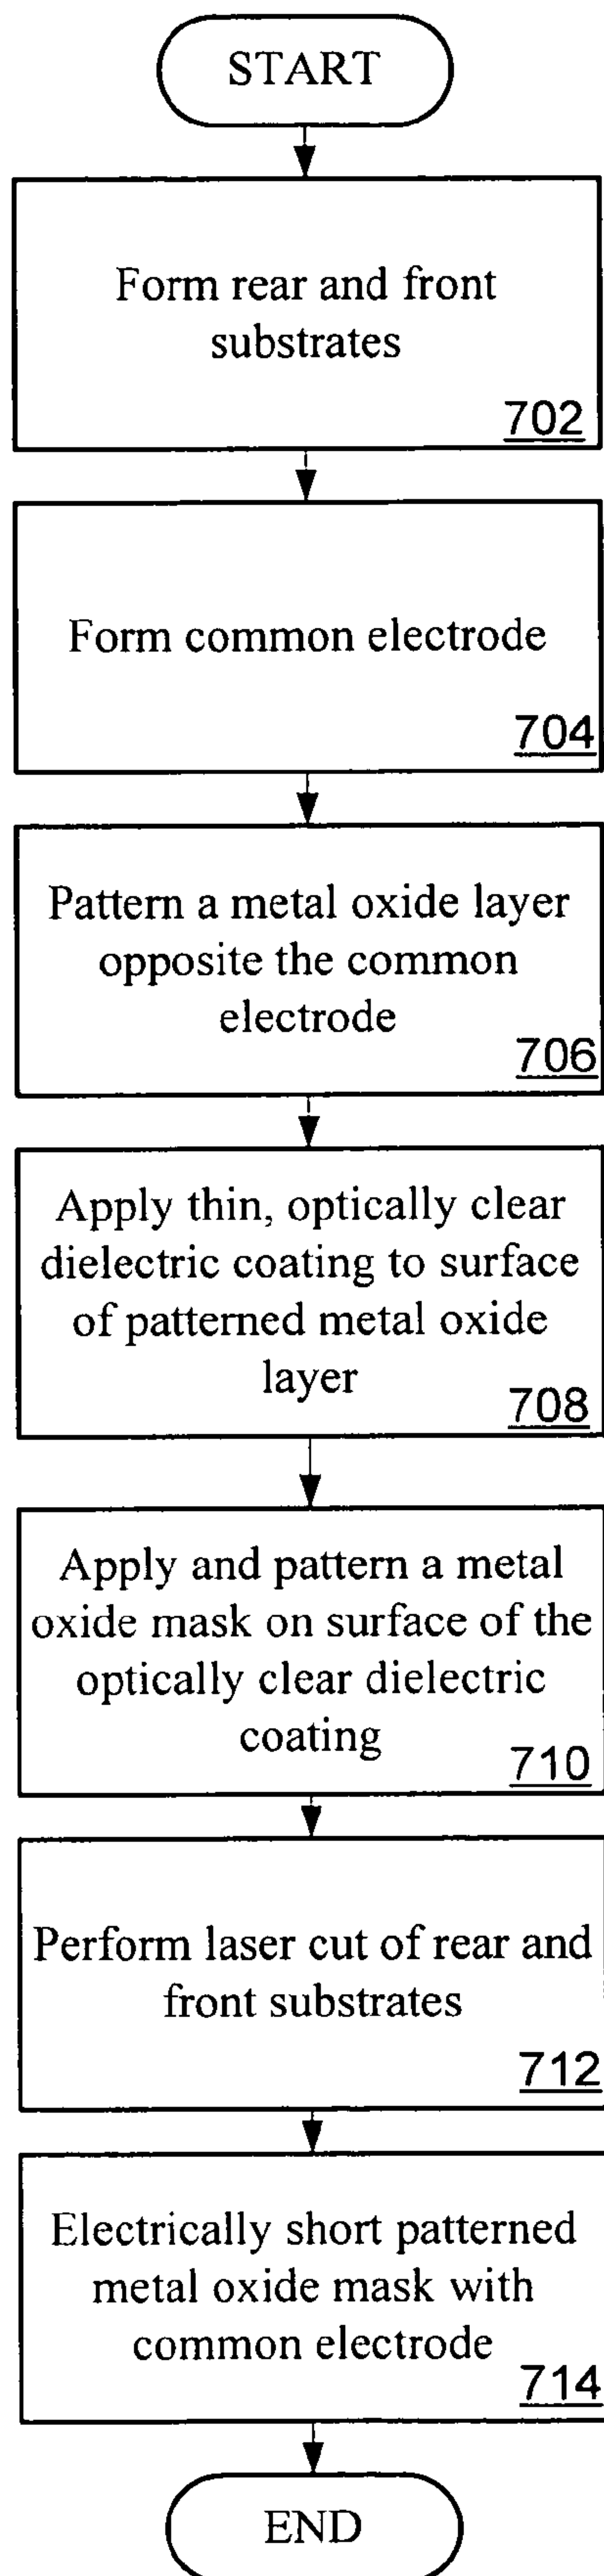 START
Form rear and front
substrates
702
Form common electrode
704
Pattern a metal oxide layer
opposite the common
electrode
706
Apply thin, optically clear
dielectric coating to surface
of patterned metal oxide
layer
708
Apply and pattern a metal
oxide mask on surface of the
optically clear dielectric
coating
710
Perform laser cut of rear and
front substrates
712
Electrically short patterned
metal oxide mask with
common electrode
714
END